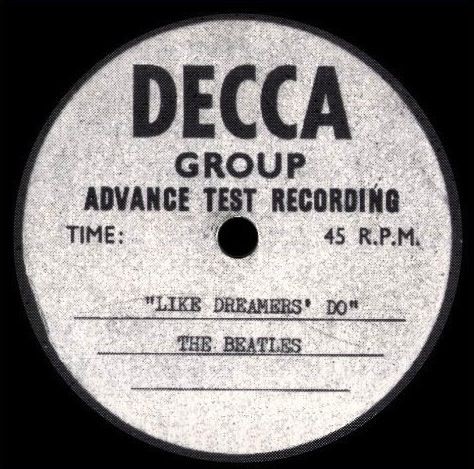 DECCA
GROUP
ADVANCE TEST RECORDING
TIME: 45 R.P.M.
"LIKE DREAMERS' DO"
THE BEATLES